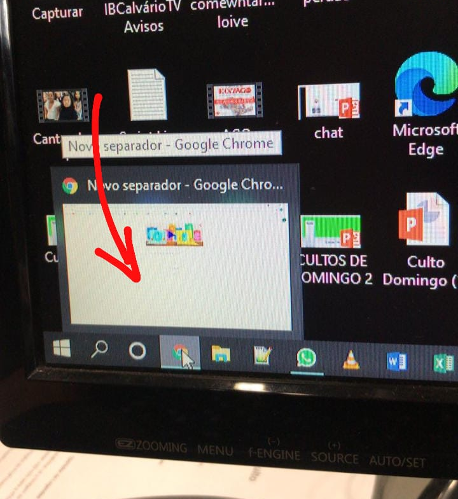 Capturar
IBCalvárioTV
Avisos
loive
chat
Microsoft
Edge
Novo separador - Google Chrome
Novo separador - Google Chro...
CULTOS DE
DOMINGO 2
Culto
Domingo (
ZOOMING MENU
(-)
f-ENGINE
(+)
SOURCE AUTO/SET